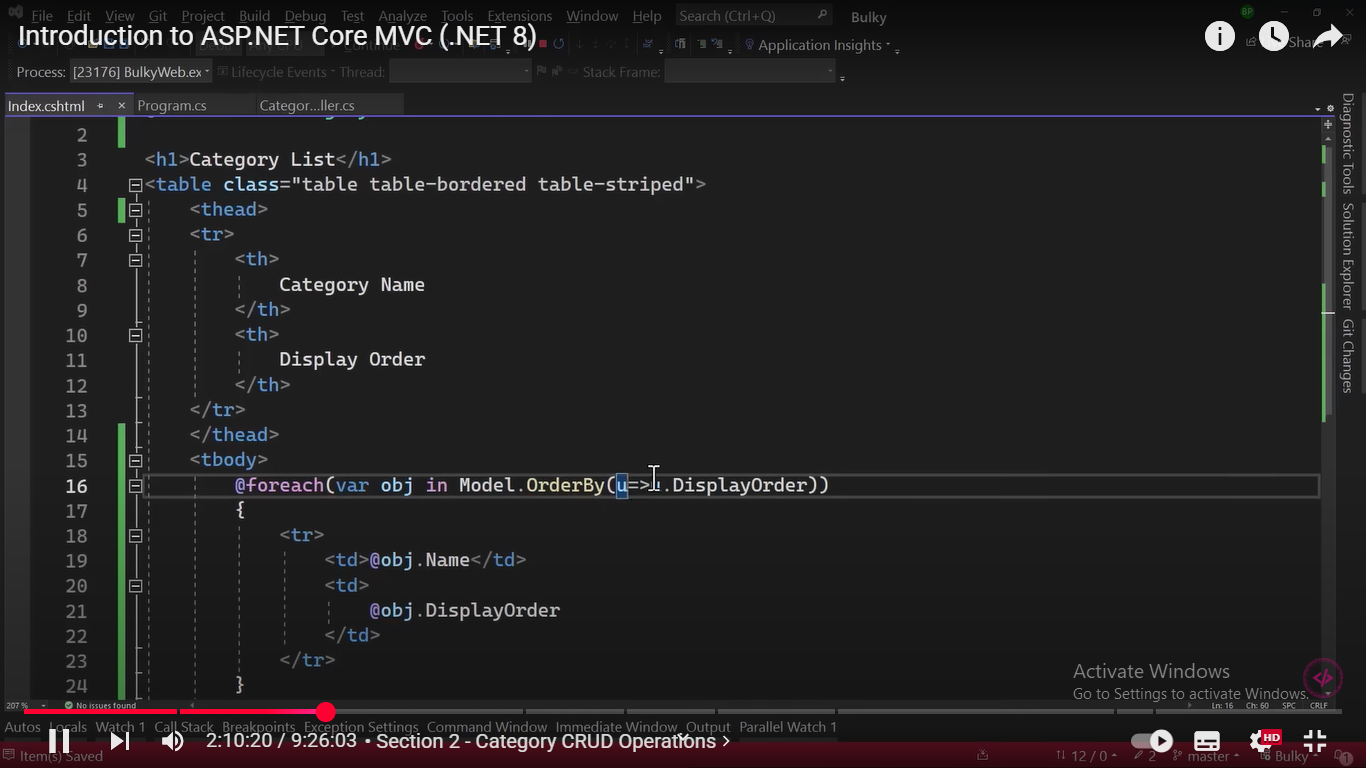 File Edit View Git Project Build Debug Test Analyze Tools Extensions Window Help Search (Ctrl+Q) Bulky BP
Introduction to ASP.NET Core MVC (.NET 8)
Application Insights Share
Process: [23176] BulkyWeb.ex Lifecycle Events Thread: Stack Frame:
Index.cshtml Program.cs Categor...ller.cs
2
3 <h1>Category List</h1>
4 <table class="table table-bordered table-striped">
5 <thead>
6 <tr>
7 <th>
8 Category Name
9 </th>
10 <th>
11 Display Order
12 </th>
13 </tr>
14 </thead>
15 <tbody>
16 @foreach(var obj in Model.OrderBy(u=>u.DisplayOrder))
17 {
18 <tr>
19 <td>@obj.Name</td>
20 <td>
21 @obj.DisplayOrder
22 </td>
23 </tr>
24 }
Diagnostic Tools
Solution Explorer
Git Changes
Activate Windows
Go to Settings to activate Windows.
207 % No issues found Ln: 16 Ch: 60 SPC CRLF
Autos Locals Watch 1 Call Stack Breakpoints Exception Settings Command Window Immediate Window Output Parallel Watch 1
2:10:20 / 9:26:03 • Section 2 - Category CRUD Operations HD
Item(s) Saved 12 / 0 2 master Bulky 1